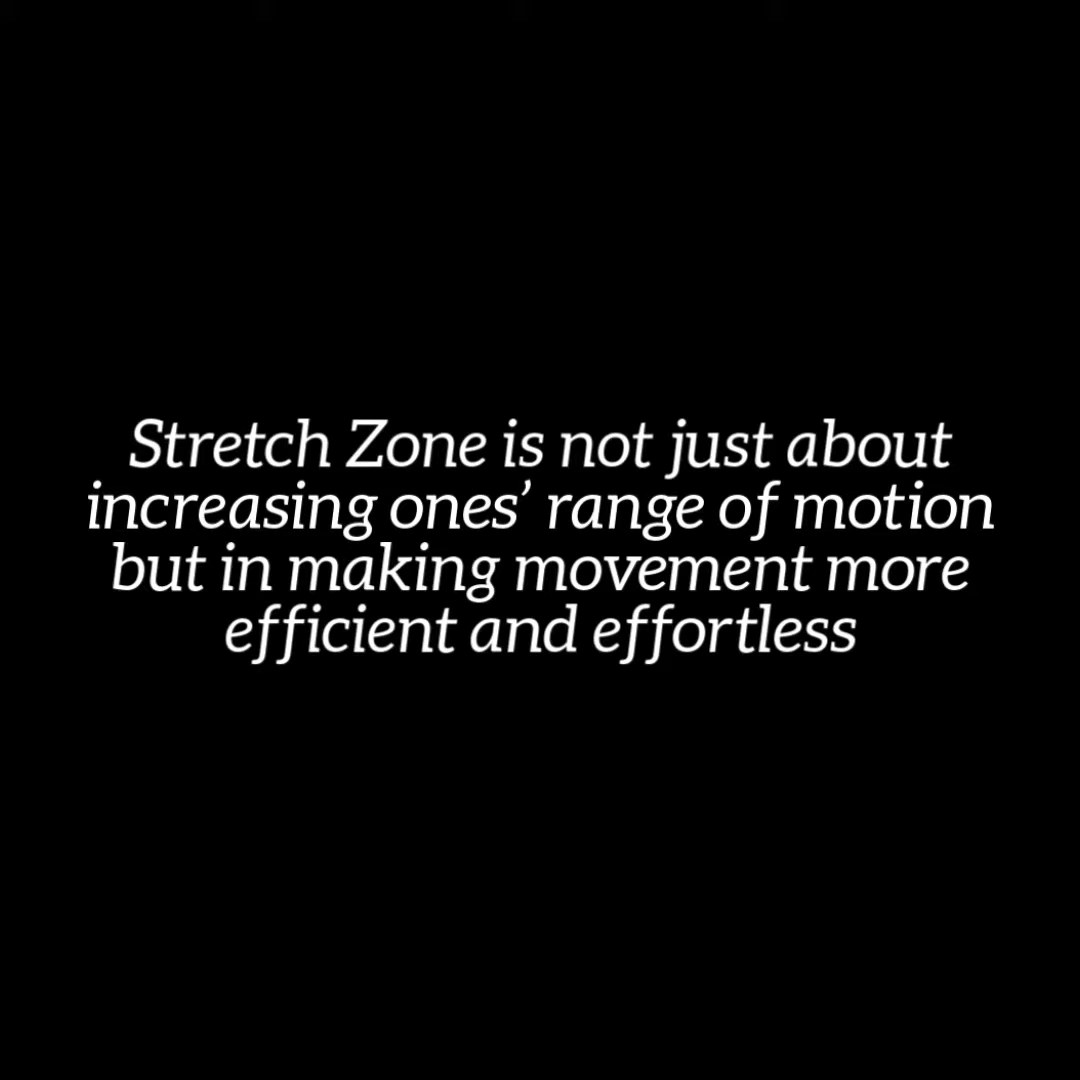 Stretch Zone is not just about
increasing ones’ range of motion
but in making movement more
efficient and effortless